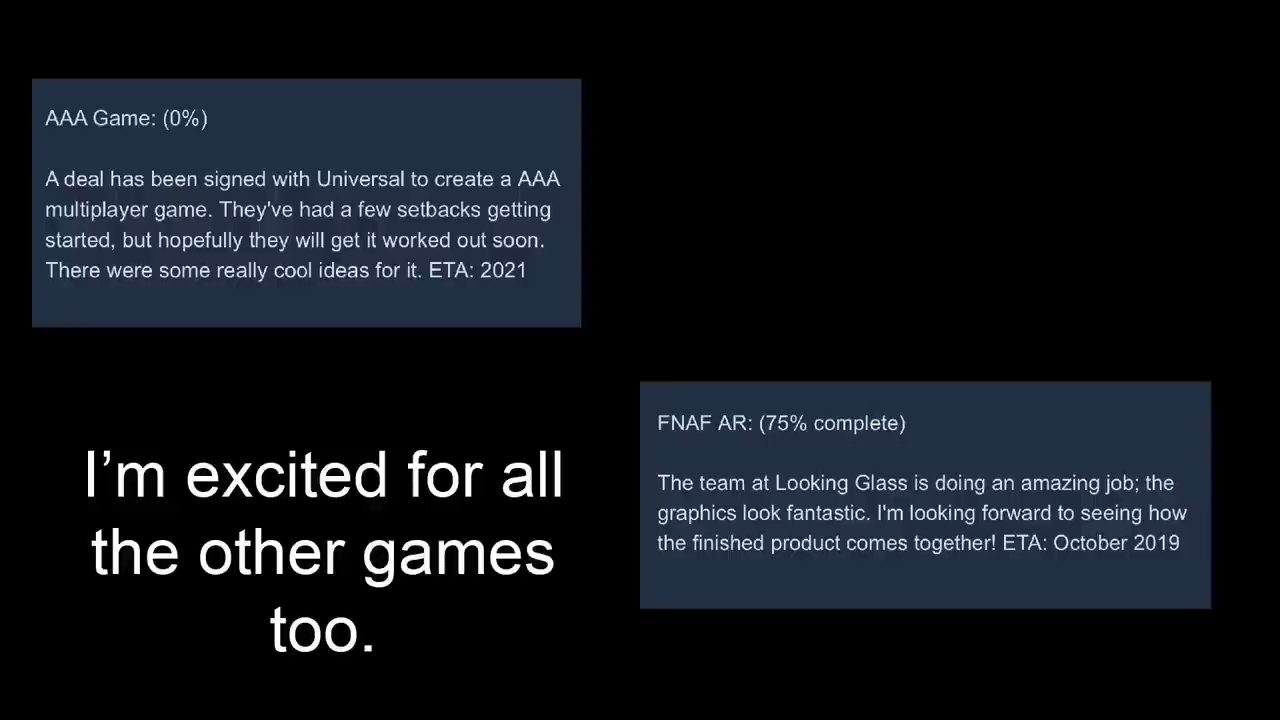 AAA Game: (0%)
A deal has been signed with Universal to create a AAA
multiplayer game. They've had a few setbacks getting
started, but hopefully they will get it worked out soon.
There were some really cool ideas for it. ETA: 2021
I’m excited for all
the other games
too.
FNAF AR: (75% complete)
The team at Looking Glass is doing an amazing job; the
graphics look fantastic. I'm looking forward to seeing how
the finished product comes together! ETA: October 2019